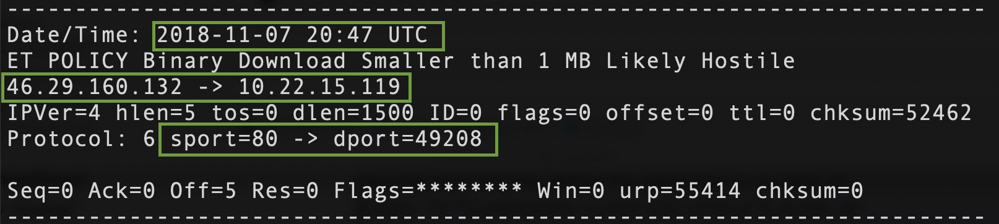 --------------------------------------------------------------------------
Date/Time: 2018-11-07 20:47 UTC
ET POLICY Binary Download Smaller than 1 MB Likely Hostile
46.29.160.132 -> 10.22.15.119
IPVer=4 hlen=5 tos=0 dlen=1500 ID=0 flags=0 offset=0 ttl=0 chksum=52462
Protocol: 6 sport=80 -> dport=49208
Seq=0 Ack=0 Off=5 Res=0 Flags=******** Win=0 urp=55414 chksum=0
--------------------------------------------------------------------------